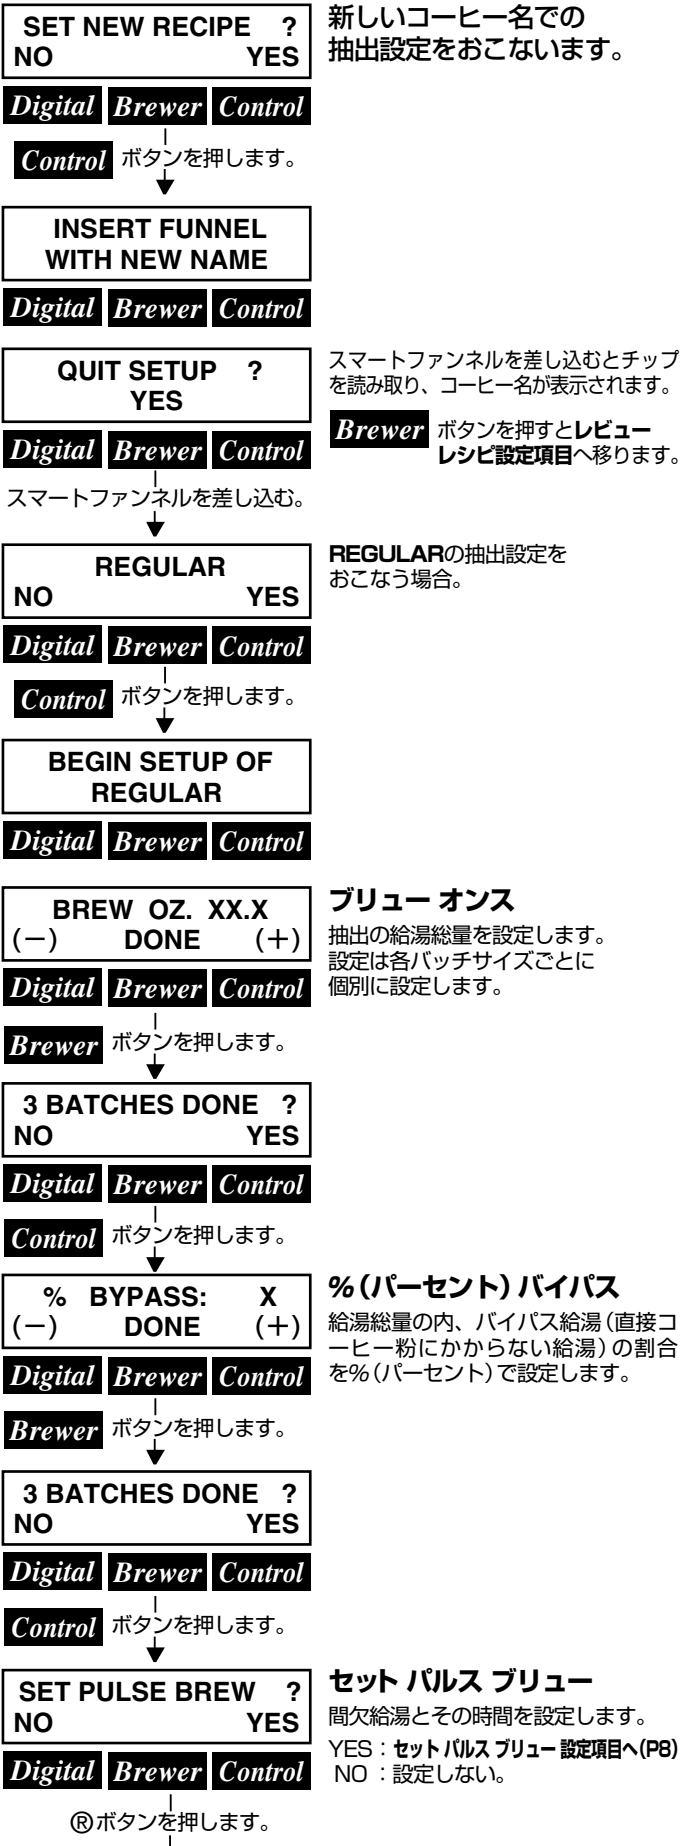 SET NEW RECIPE ?
NO YES
新しいコーヒー名での
抽出設定をおこないます。
Digital Brewer Control
Control ボタンを押します。
INSERT FUNNEL
WITH NEW NAME
Digital Brewer Control
QUIT SETUP ?
YES
スマートファンネルを差し込むとチップ
を読み取り、コーヒー名が表示されます。
Brewer ボタンを押すとレビュー
レシピ設定項目へ移ります。
Digital Brewer Control
スマートファンネルを差し込む。
REGULAR
NO YES
REGULARの抽出設定を
おこなう場合。
Digital Brewer Control
Control ボタンを押します。
BEGIN SETUP OF
REGULAR
Digital Brewer Control
BREW OZ. XX.X
(−) DONE (+)
ブリュー オンス
抽出の給湯総量を設定します。
設定は各バッチサイズごとに
個別に設定します。
Digital Brewer Control
Brewer ボタンを押します。
3 BATCHES DONE ?
NO YES
Digital Brewer Control
Control ボタンを押します。
% BYPASS: X
(−) DONE (+)
%(パーセント)バイパス
給湯総量の内、バイパス給湯(直接コ
ーヒー粉にかからない給湯)の割合
を%(パーセント)で設定します。
Digital Brewer Control
Brewer ボタンを押します。
3 BATCHES DONE ?
NO YES
Digital Brewer Control
Control ボタンを押します。
SET PULSE BREW ?
NO YES
セット パルス ブリュー
間欠給湯とその時間を設定します。
YES:セット パルス ブリュー 設定項目へ(P8)
NO :設定しない。
Digital Brewer Control
Ⓡボタンを押します。